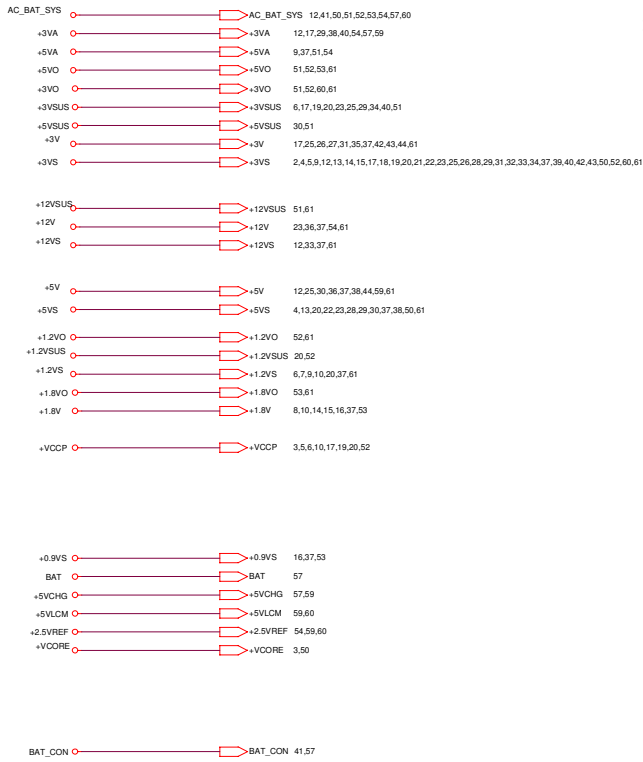 AC_BAT_SYS AC_BAT_SYS 12,41,50,51,52,53,54,57,60
+3VA +3VA 12,17,29,38,40,54,57,59
+5VA +5VA 9,37,51,54
+5VO +5VO 51,52,53,61
+3VO +3VO 51,52,60,61
+3VSUS +3VSUS 6,17,19,20,23,25,29,34,40,51
+5VSUS +5VSUS 30,51
+3V +3V 17,25,26,27,31,35,37,42,43,44,61
+3VS +3VS 2,4,5,9,12,13,14,15,17,18,19,20,21,22,23,25,26,28,29,31,32,33,34,37,39,40,42,43,50,52,60,61
+12VSUS +12VSUS 51,61
+12V +12V 23,36,37,54,61
+12VS +12VS 12,33,37,61
+5V +5V 12,25,30,36,37,38,44,59,61
+5VS +5VS 4,13,20,22,23,28,29,30,37,38,50,61
+1.2VO +1.2VO 52,61
+1.2VSUS +1.2VSUS 20,52
+1.2VS +1.2VS 6,7,9,10,20,37,61
+1.8VO +1.8VO 53,61
+1.8V +1.8V 8,10,14,15,16,37,53
+VCCP +VCCP 3,5,6,10,17,19,20,52
+0.9VS +0.9VS 16,37,53
BAT BAT 57
+5VCHG +5VCHG 57,59
+5VLCM +5VLCM 59,60
+2.5VREF +2.5VREF 54,59,60
+VCORE +VCORE 3,50
BAT_CON BAT_CON 41,57